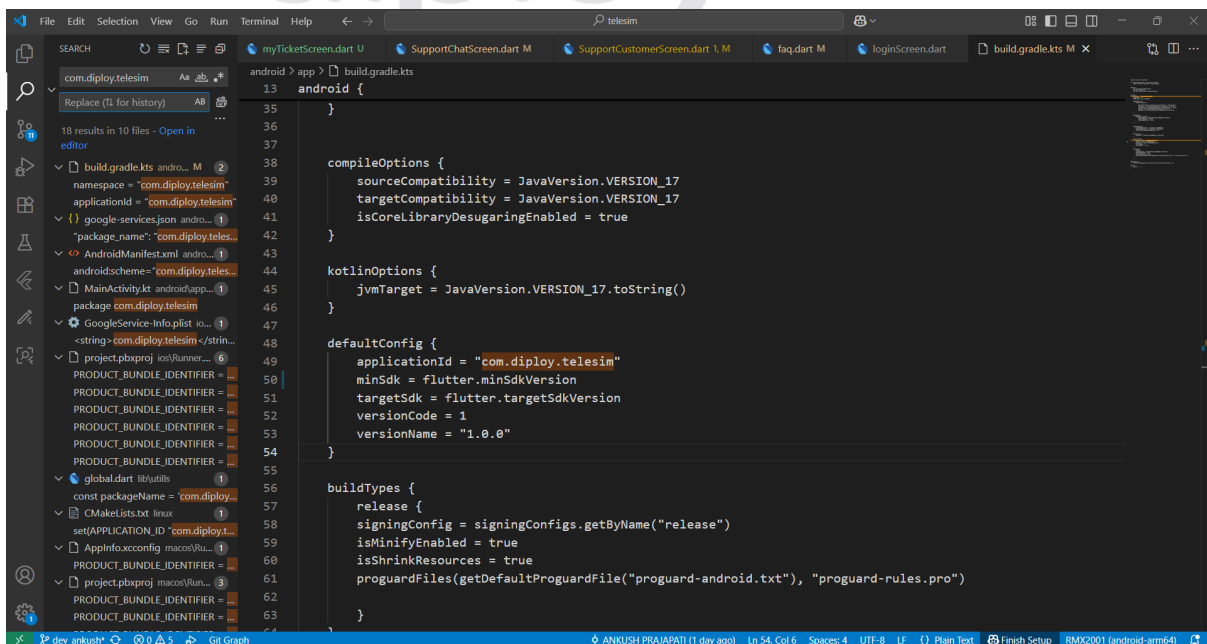 File Edit Selection View Go Run Terminal Help
telesim
SEARCH
com.diploy.telesim
Aa ab .*
Replace (⇅ for history)
AB
18 results in 10 files - Open in
editor
build.gradle.kts andro... M 2
namespace = "com.diploy.telesim"
applicationId = "com.diploy.telesim"
{} google-services.json andro... 1
"package_name": "com.diploy.teles...
AndroidManifest.xml andro... 1
android:scheme="com.diploy.teles...
MainActivity.kt android\app... 1
package com.diploy.telesim
GoogleService-Info.plist io... 1
<string>com.diploy.telesim</strin...
project.pbxproj ios\Runner.... 6
PRODUCT_BUNDLE_IDENTIFIER = ...
PRODUCT_BUNDLE_IDENTIFIER = ...
PRODUCT_BUNDLE_IDENTIFIER = ...
PRODUCT_BUNDLE_IDENTIFIER = ...
PRODUCT_BUNDLE_IDENTIFIER = ...
PRODUCT_BUNDLE_IDENTIFIER = ...
global.dart lib\utills 1
const packageName = 'com.diploy...
CMakeLists.txt linux 1
set(APPLICATION_ID "com.diploy.t...
AppInfo.xcconfig macos\Ru... 1
PRODUCT_BUNDLE_IDENTIFIER = ...
project.pbxproj macos\Run... 3
PRODUCT_BUNDLE_IDENTIFIER = ...
PRODUCT_BUNDLE_IDENTIFIER = ...
myTicketScreen.dart U
SupportChatScreen.dart M
SupportCustomerScreen.dart 1, M
faq.dart M
loginScreen.dart
build.gradle.kts M
android > app > build.gradle.kts
13 android {
35 }
36
37
38 compileOptions {
39 sourceCompatibility = JavaVersion.VERSION_17
40 targetCompatibility = JavaVersion.VERSION_17
41 isCoreLibraryDesugaringEnabled = true
42 }
43
44 kotlinOptions {
45 jvmTarget = JavaVersion.VERSION_17.toString()
46 }
47
48 defaultConfig {
49 applicationId = "com.diploy.telesim"
50 minSdk = flutter.minSdkVersion
51 targetSdk = flutter.targetSdkVersion
52 versionCode = 1
53 versionName = "1.0.0"
54 }
55
56 buildTypes {
57 release {
58 signingConfig = signingConfigs.getByName("release")
59 isMinifyEnabled = true
60 isShrinkResources = true
61 proguardFiles(getDefaultProguardFile("proguard-android.txt"), "proguard-rules.pro")
62
63 }
dev_ankush* 0 5 Git Graph
ANKUSH PRAJAPATI (1 day ago) Ln 54, Col 6 Spaces: 4 UTF-8 LF {} Plain Text Finish Setup RMX2001 (android-arm64)